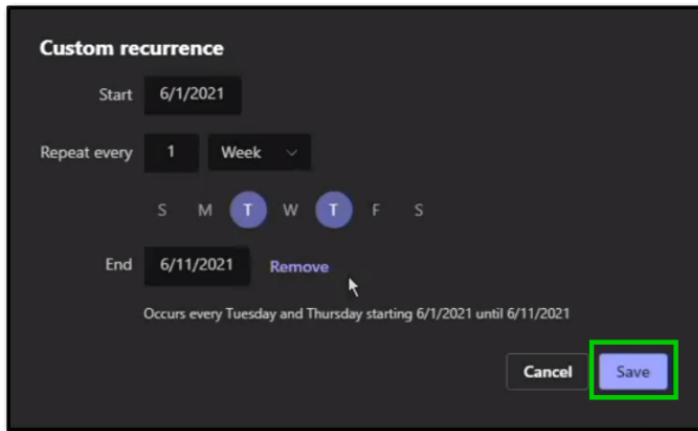 Custom recurrence
Start 6/1/2021
Repeat every 1 Week
S M T W T F S
End 6/11/2021 Remove
Occurs every Tuesday and Thursday starting 6/1/2021 until 6/11/2021
Cancel Save